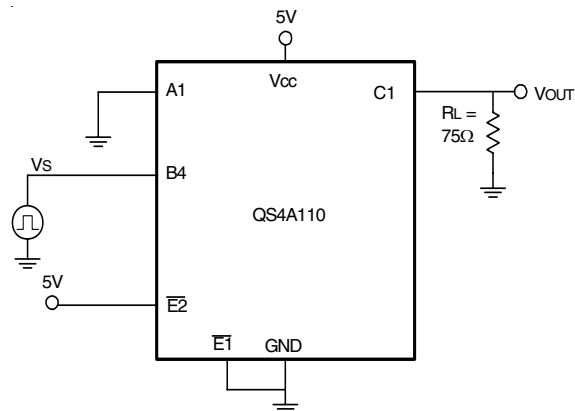 5V
Vcc
A1
C1
VOUT
RL =
75Ω
VS
B4
QS4A110
5V
E2
E1
GND